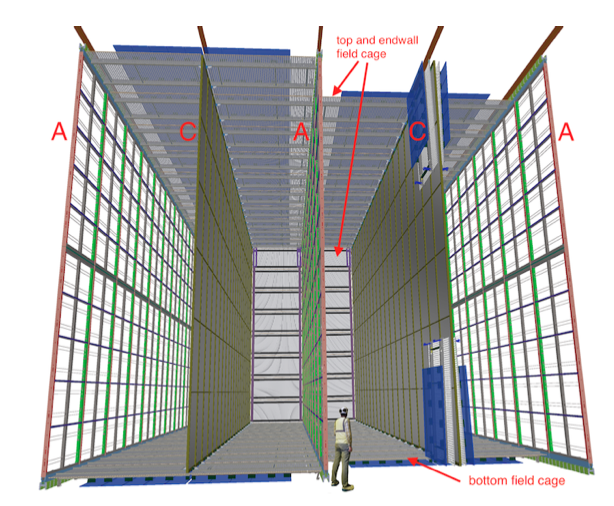 top and endwall
field cage
A
C
A
C
A
bottom field cage